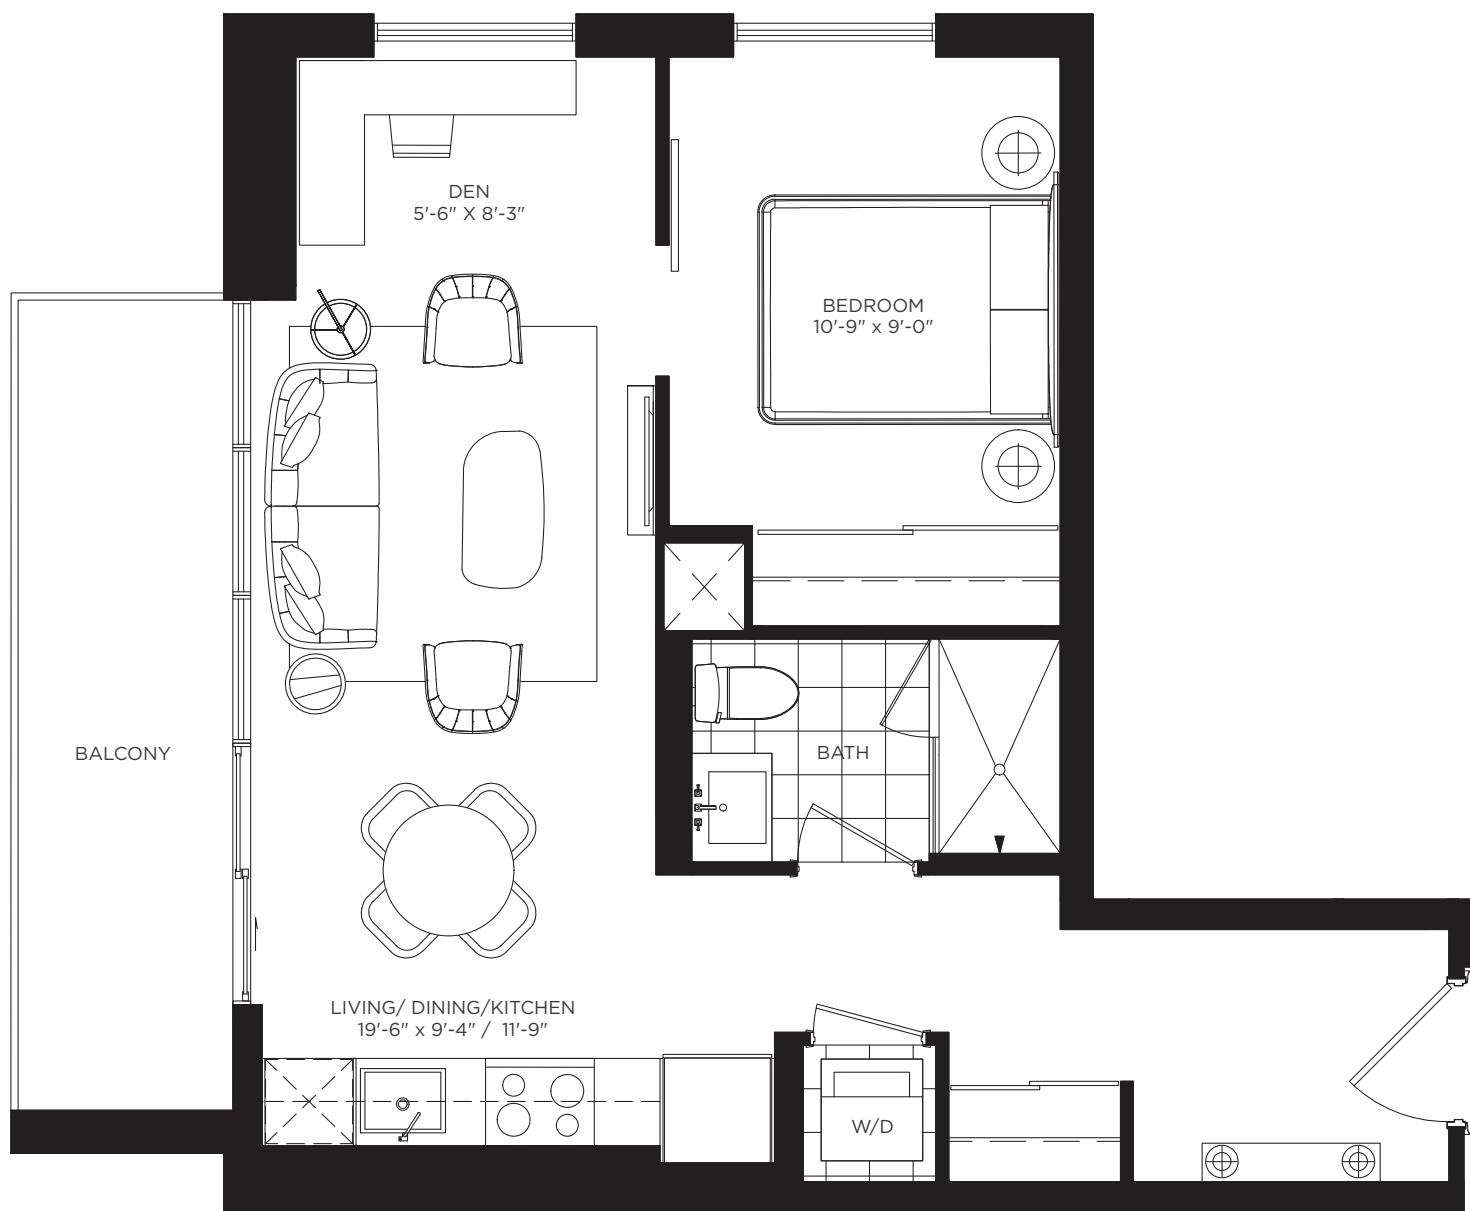 DEN
5'-6" X 8'-3"
BEDROOM
10'-9" x 9'-0"
BALCONY
BATH
LIVING/ DINING/KITCHEN
19'-6" x 9'-4" / 11'-9"
W/D